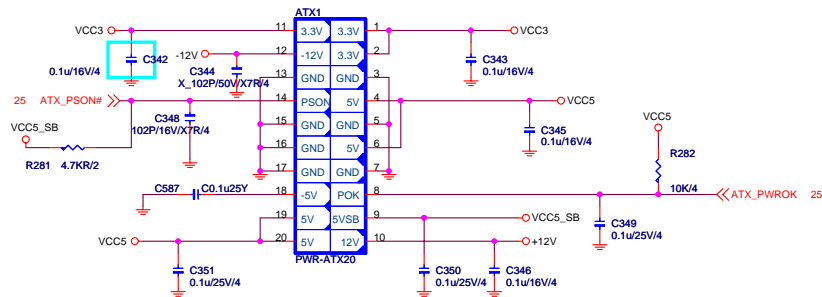 ATX1
VCC3 11 3.3V 3.3V 1 VCC3
C342 0.1u/16V/4
-12V 12 -12V 3.3V 2
C343 0.1u/16V/4
C344 X_102P/50V/X7R/4
13 GND GND 3
25 ATX_PSON# 14 PSON 5V 4 VCC5
C348 102P/16V/X7R/4
15 GND GND 5
C345 0.1u/16V/4
VCC5_SB
R281 4.7KR/2
16 GND 5V 6
VCC5
R282 10K/4
17 GND GND 7
C587 C0.1u25Y 18 -5V POK 8 ATX_PWROK 25
C349 0.1u/25V/4
19 5V 5VSB 9 VCC5_SB
VCC5 20 5V 12V 10 +12V
PWR-ATX20
C351 0.1u/25V/4
C350 0.1u/25V/4
C346 0.1u/16V/4